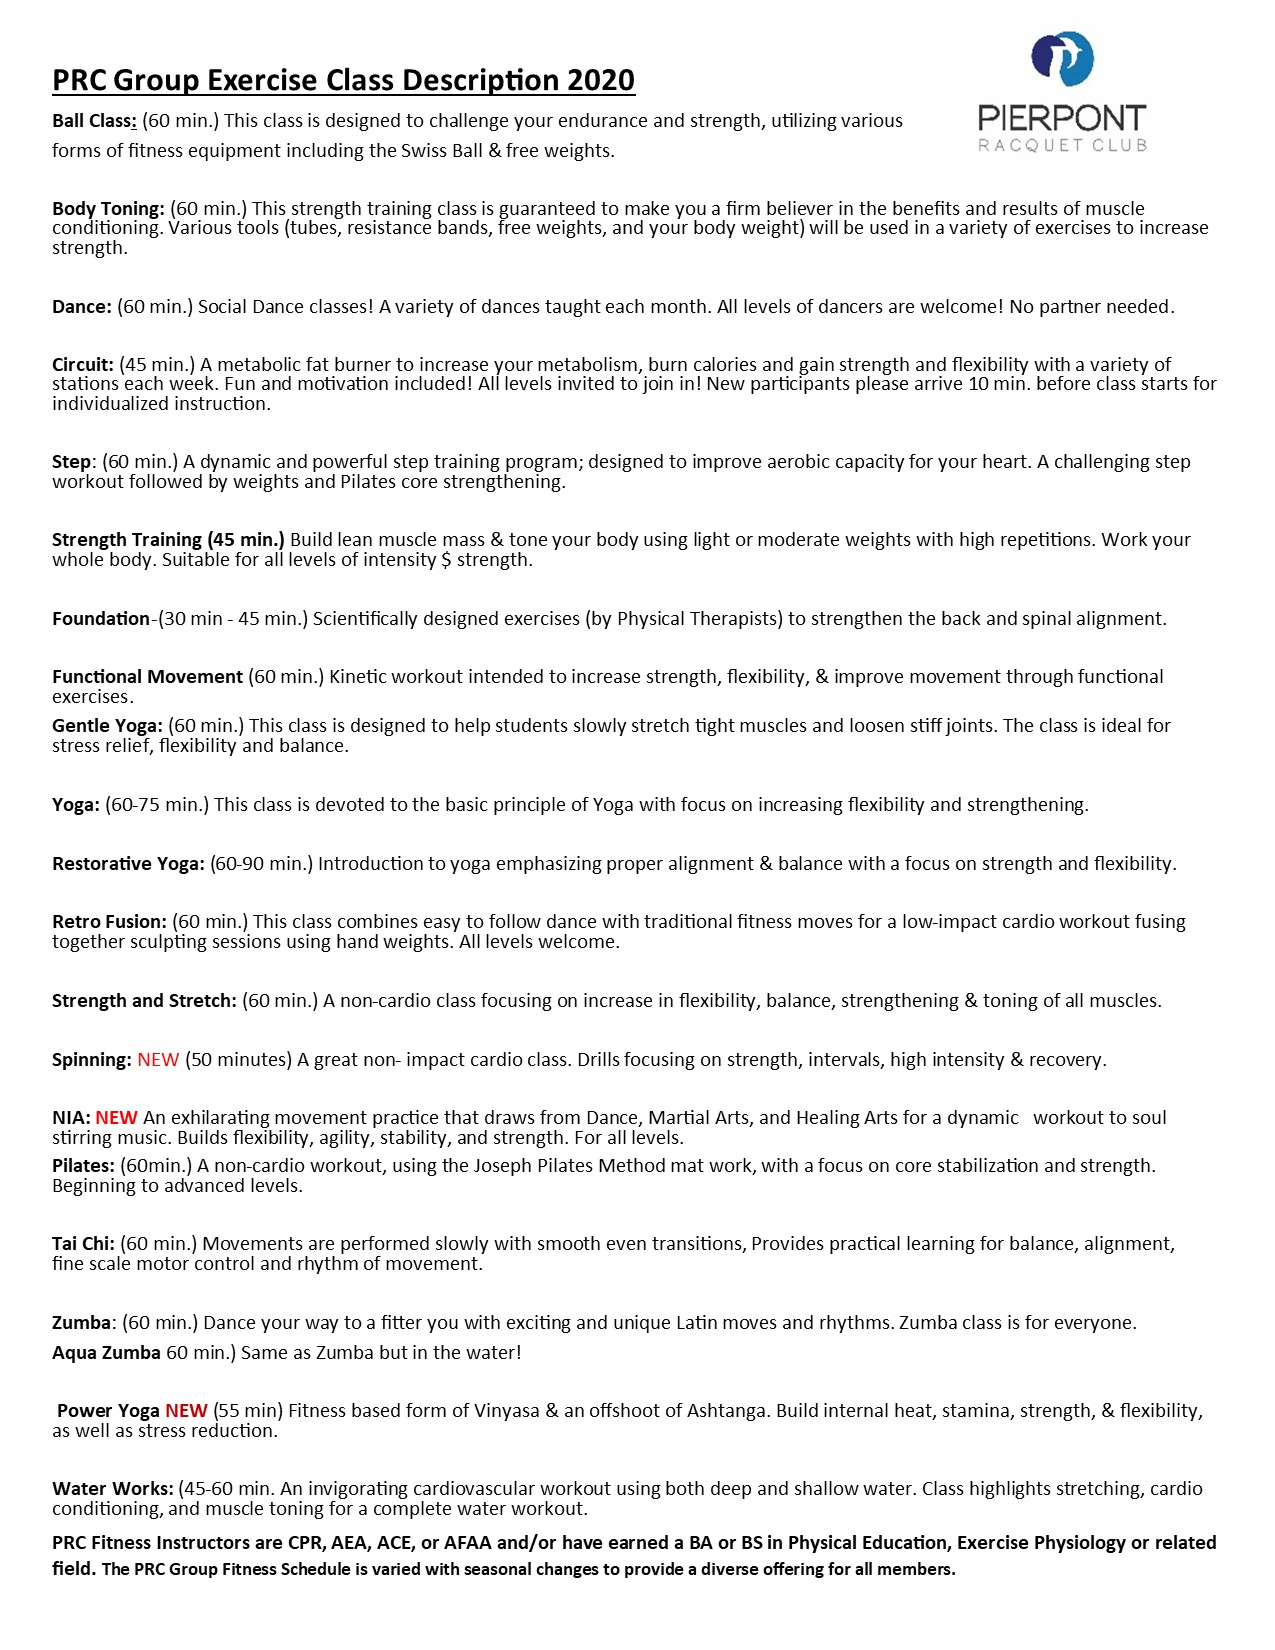 PRC Group Exercise Class Description 2020
PIERPONT
RACQUET CLUB
Ball Class: (60 min.) This class is designed to challenge your endurance and strength, utilizing various
forms of fitness equipment including the Swiss Ball & free weights.
Body Toning: (60 min.) This strength training class is guaranteed to make you a firm believer in the benefits and results of muscle
conditioning. Various tools (tubes, resistance bands, free weights, and your body weight) will be used in a variety of exercises to increase
strength.
Dance: (60 min.) Social Dance classes! A variety of dances taught each month. All levels of dancers are welcome! No partner needed.
Circuit: (45 min.) A metabolic fat burner to increase your metabolism, burn calories and gain strength and flexibility with a variety of
stations each week. Fun and motivation included! All levels invited to join in! New participants please arrive 10 min. before class starts for
individualized instruction.
Step: (60 min.) A dynamic and powerful step training program; designed to improve aerobic capacity for your heart. A challenging step
workout followed by weights and Pilates core strengthening.
Strength Training (45 min.) Build lean muscle mass & tone your body using light or moderate weights with high repetitions. Work your
whole body. Suitable for all levels of intensity $ strength.
Foundation-(30 min - 45 min.) Scientifically designed exercises (by Physical Therapists) to strengthen the back and spinal alignment.
Functional Movement (60 min.) Kinetic workout intended to increase strength, flexibility, & improve movement through functional
exercises.
Gentle Yoga: (60 min.) This class is designed to help students slowly stretch tight muscles and loosen stiff joints. The class is ideal for
stress relief, flexibility and balance.
Yoga: (60-75 min.) This class is devoted to the basic principle of Yoga with focus on increasing flexibility and strengthening.
Restorative Yoga: (60-90 min.) Introduction to yoga emphasizing proper alignment & balance with a focus on strength and flexibility.
Retro Fusion: (60 min.) This class combines easy to follow dance with traditional fitness moves for a low-impact cardio workout fusing
together sculpting sessions using hand weights. All levels welcome.
Strength and Stretch: (60 min.) A non-cardio class focusing on increase in flexibility, balance, strengthening & toning of all muscles.
Spinning: NEW (50 minutes) A great non- impact cardio class. Drills focusing on strength, intervals, high intensity & recovery.
NIA: NEW An exhilarating movement practice that draws from Dance, Martial Arts, and Healing Arts for a dynamic workout to soul
stirring music. Builds flexibility, agility, stability, and strength. For all levels.
Pilates: (60min.) A non-cardio workout, using the Joseph Pilates Method mat work, with a focus on core stabilization and strength.
Beginning to advanced levels.
Tai Chi: (60 min.) Movements are performed slowly with smooth even transitions, Provides practical learning for balance, alignment,
fine scale motor control and rhythm of movement.
Zumba: (60 min.) Dance your way to a fitter you with exciting and unique Latin moves and rhythms. Zumba class is for everyone.
Aqua Zumba 60 min.) Same as Zumba but in the water!
Power Yoga NEW (55 min) Fitness based form of Vinyasa & an offshoot of Ashtanga. Build internal heat, stamina, strength, & flexibility,
as well as stress reduction.
Water Works: (45-60 min. An invigorating cardiovascular workout using both deep and shallow water. Class highlights stretching, cardio
conditioning, and muscle toning for a complete water workout.
PRC Fitness Instructors are CPR, AEA, ACE, or AFAA and/or have earned a BA or BS in Physical Education, Exercise Physiology or related
field. The PRC Group Fitness Schedule is varied with seasonal changes to provide a diverse offering for all members.